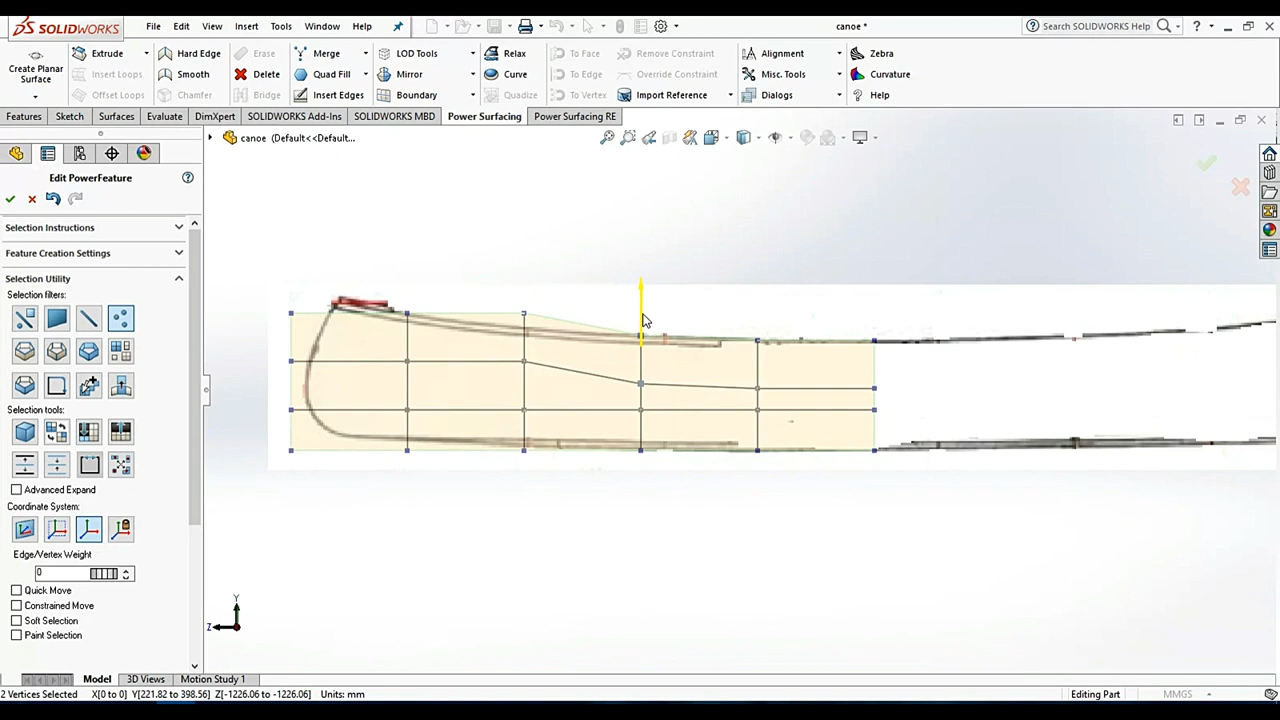 SOLIDWORKS File Edit View Insert Tools Window Help canoe * Search SOLIDWORKS Help
Extrude Hard Edge Erase Merge LOD Tools Relax To Face Remove Constraint Alignment Zebra
Create Planar Surface Insert Loops Smooth Delete Quad Fill Mirror Curve To Edge Override Constraint Misc. Tools Curvature
Offset Loops Chamfer Bridge Insert Edges Boundary Quadize To Vertex Import Reference Dialogs Help
Features Sketch Surfaces Evaluate DimXpert SOLIDWORKS Add-Ins SOLIDWORKS MBD Power Surfacing Power Surfacing RE
canoe (Default<<Default...
Edit PowerFeature
Selection Instructions
Feature Creation Settings
Selection Utility
Selection filters:
Selection tools:
Advanced Expand
Coordinate System:
Edge/Vertex Weight
0
Quick Move
Constrained Move
Soft Selection
Paint Selection
Y
Z
Model 3D Views Motion Study 1
2 Vertices Selected X[0 to 0] Y[221.82 to 398.56] Z[-1226.06 to -1226.06] Units: mm Editing Part MMGS